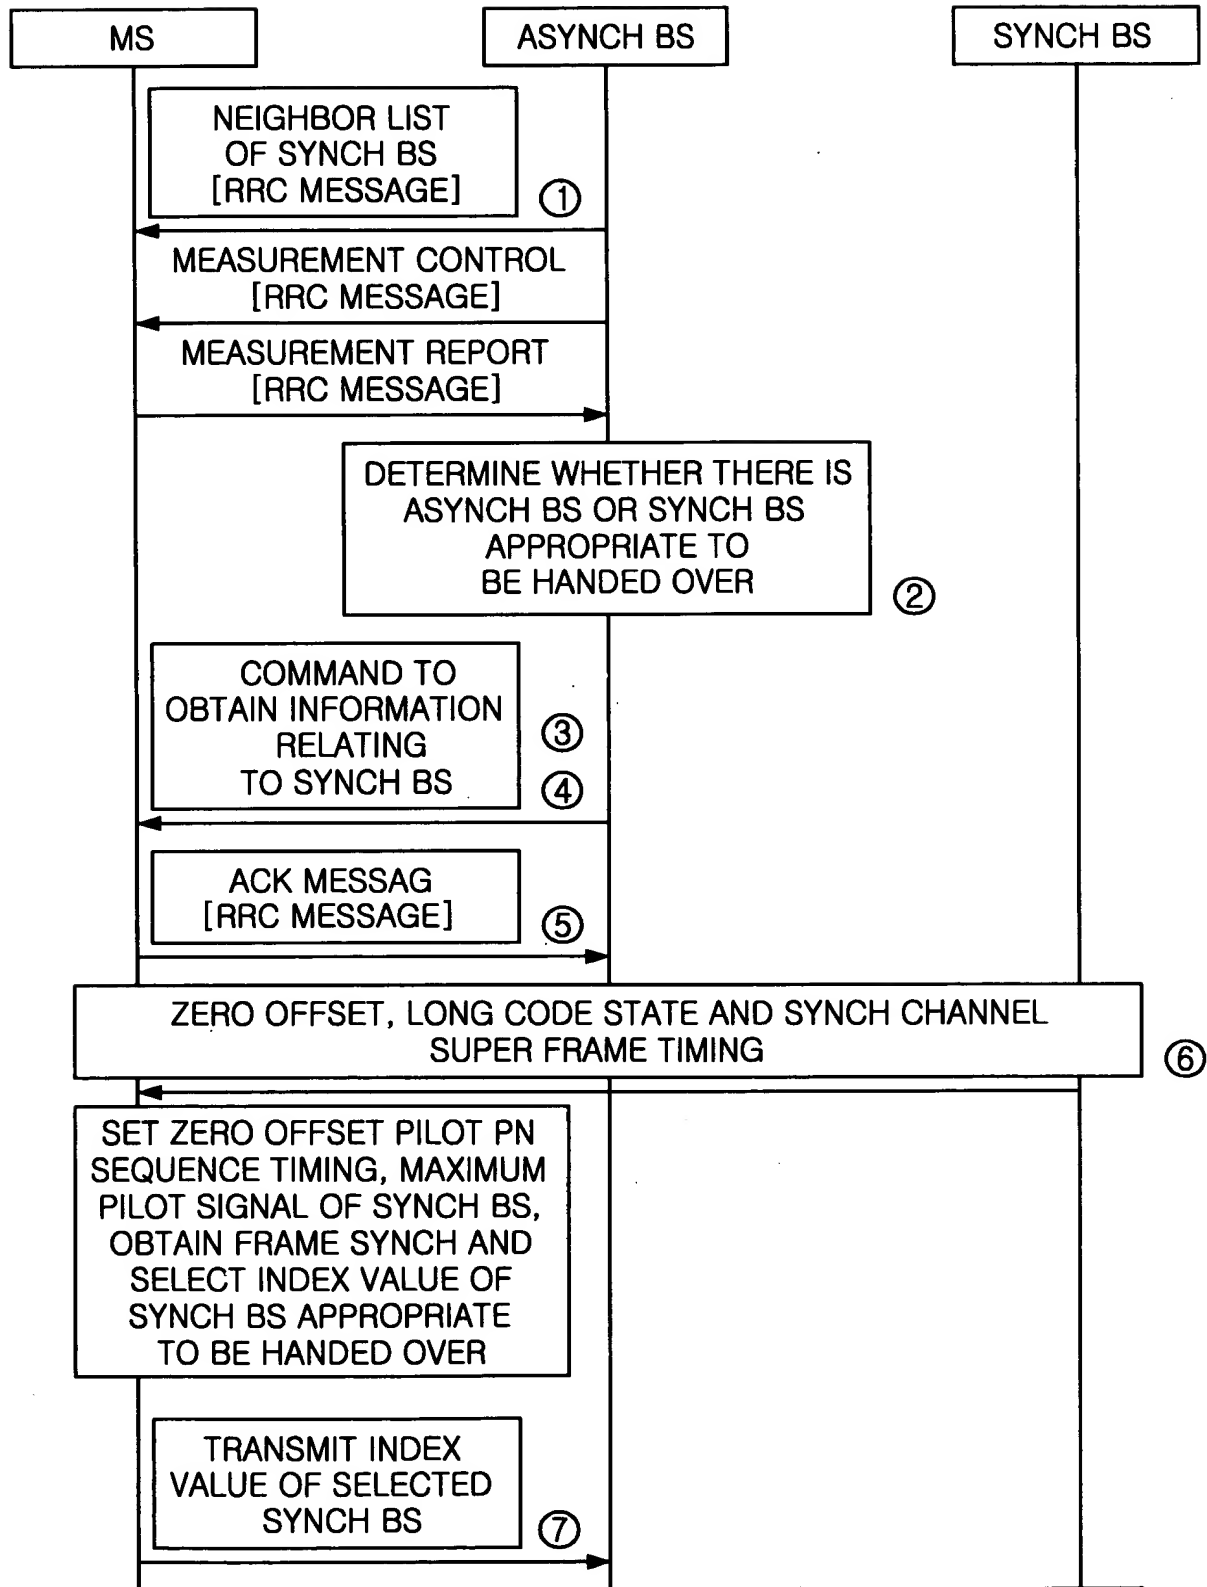 MS
ASYNCH BS
SYNCH BS
NEIGHBOR LIST
OF SYNCH BS
[RRC MESSAGE]
①
MEASUREMENT CONTROL
[RRC MESSAGE]
MEASUREMENT REPORT
[RRC MESSAGE]
DETERMINE WHETHER THERE IS
ASYNCH BS OR SYNCH BS
APPROPRIATE TO
BE HANDED OVER
②
COMMAND TO
OBTAIN INFORMATION
RELATING
TO SYNCH BS
③
④
ACK MESSAG
[RRC MESSAGE]
⑤
ZERO OFFSET, LONG CODE STATE AND SYNCH CHANNEL
SUPER FRAME TIMING
⑥
SET ZERO OFFSET PILOT PN
SEQUENCE TIMING, MAXIMUM
PILOT SIGNAL OF SYNCH BS,
OBTAIN FRAME SYNCH AND
SELECT INDEX VALUE OF
SYNCH BS APPROPRIATE
TO BE HANDED OVER
TRANSMIT INDEX
VALUE OF SELECTED
SYNCH BS
⑦